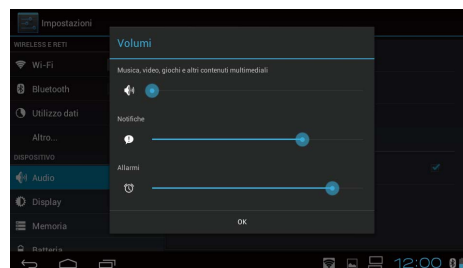 Impostazioni
WIRELESS E RETI
Wi-Fi
Bluetooth
Utilizzo dati
Altro...
DISPOSITIVO
Audio
Display
Memoria
Batteria
Volumi
Musica, video, giochi e altri contenuti multimediali
Notifiche
Allarmi
OK
12:00